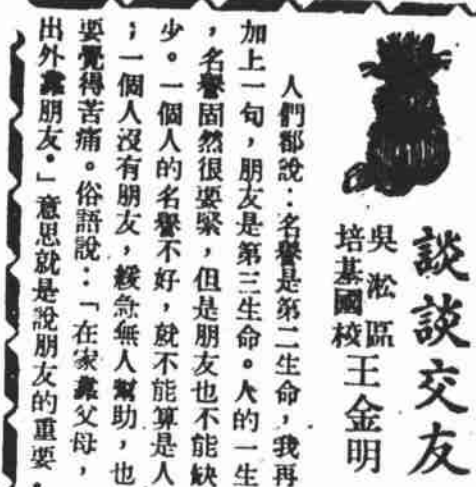 談談交友
吳淞區
培基國校
王金明
人們都說：名譽是第二生命，我再
加上一句，朋友是第三生命。人的一生
，名譽固然很要緊，但是朋友也不能缺
少。一個人的名譽不好，就不能算是人
；一個人沒有朋友，緩急無人幫助，也
要覺得苦痛。俗語說：「在家靠父母，
出外靠朋友。」意思就是說朋友的重要。